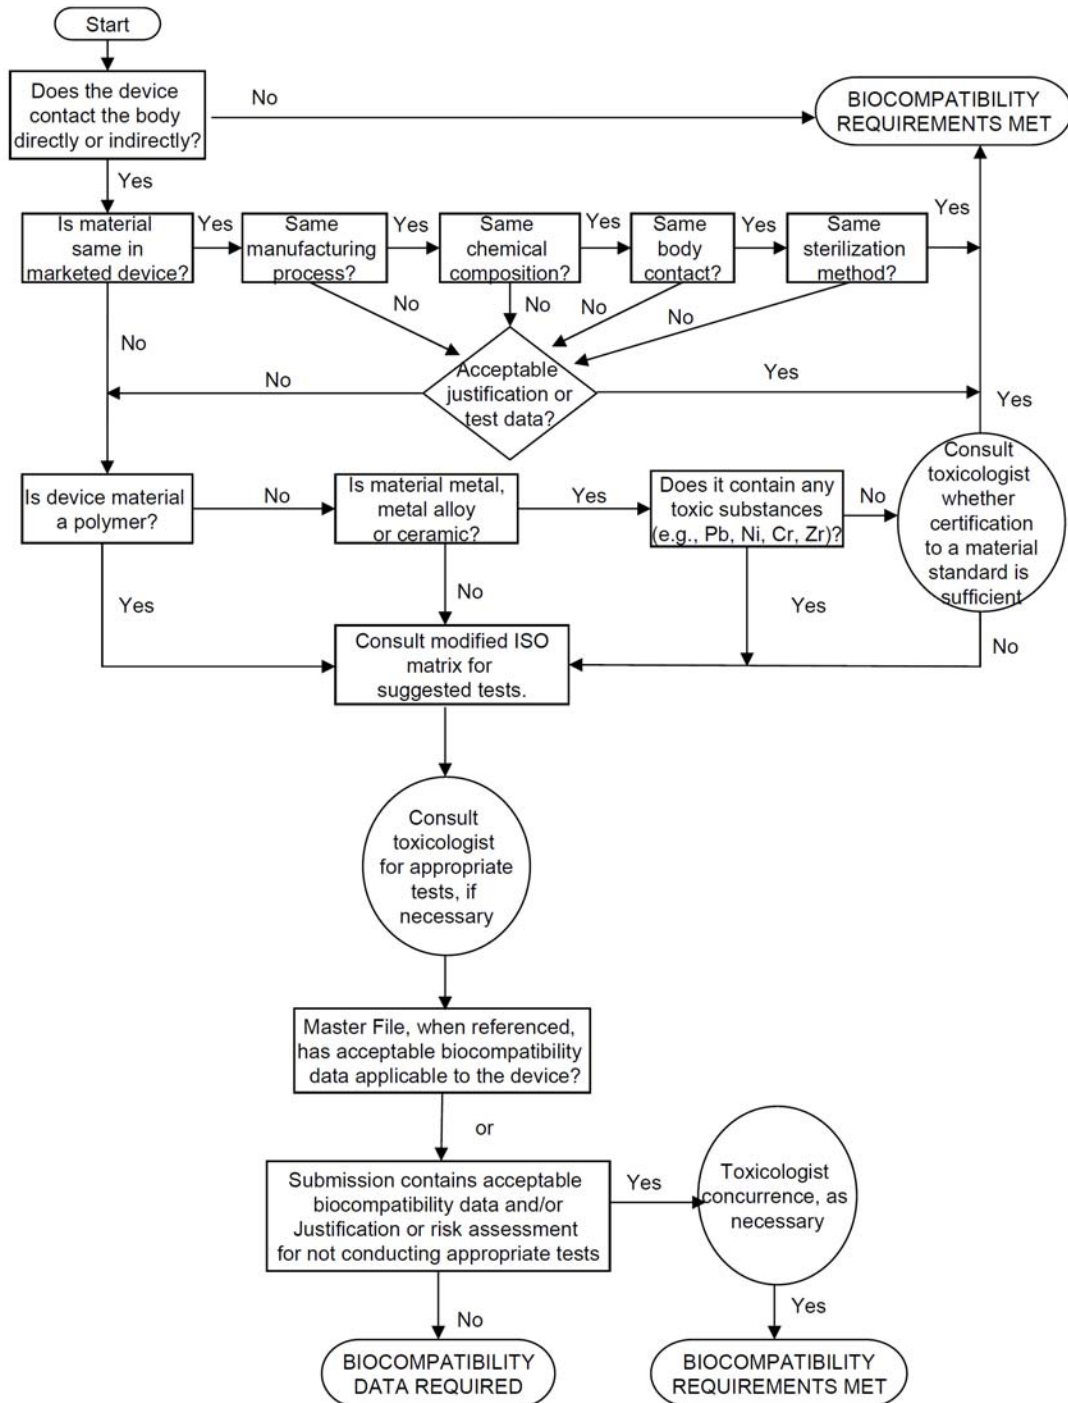 Start
Does the device
contact the body
directly or indirectly?
No
BIOCOMPATIBILITY
REQUIREMENTS MET
Yes
Is material
same in
marketed device?
Yes
Same
manufacturing
process?
Yes
Same
chemical
composition?
Yes
Same
body
contact?
Yes
Same
sterilization
method?
Yes
No
No
No
No
No
Acceptable
justification or
test data?
No
Yes
Yes
Is device material
a polymer?
No
Is material metal,
metal alloy
or ceramic?
Yes
Does it contain any
toxic substances
(e.g., Pb, Ni, Cr, Zr)?
No
Consult
toxicologist
whether
certification
to a material
standard is
sufficient
Yes
No
Yes
No
Consult modified ISO
matrix for
suggested tests.
Consult
toxicologist
for appropriate
tests, if
necessary
Master File, when referenced,
has acceptable biocompatibility
data applicable to the device?
or
Submission contains acceptable
biocompatibility data and/or
Justification or risk assessment
for not conducting appropriate tests
Yes
Toxicologist
concurrence, as
necessary
No
Yes
BIOCOMPATIBILITY
DATA REQUIRED
BIOCOMPATIBILITY
REQUIREMENTS MET